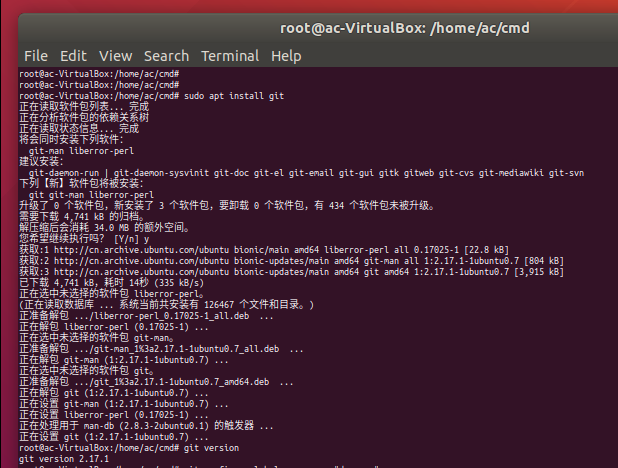 root@ac-VirtualBox: /home/ac/cmd
File Edit View Search Terminal Help
root@ac-VirtualBox:/home/ac/cmd#
root@ac-VirtualBox:/home/ac/cmd#
root@ac-VirtualBox:/home/ac/cmd# sudo apt install git
正在读取软件包列表... 完成
正在分析软件包的依赖关系树
正在读取状态信息... 完成
将会同时安装下列软件：
git-man liberror-perl
建议安装：
git-daemon-run | git-daemon-sysvinit git-doc git-el git-email git-gui gitk gitweb git-cvs git-mediawiki git-svn
下列【新】软件包将被安装：
git git-man liberror-perl
升级了 0 个软件包，新安装了 3 个软件包，要卸载 0 个软件包，有 434 个软件包未被升级。
需要下载 4,741 kB 的归档。
解压缩后会消耗 34.0 MB 的额外空间。
您希望继续执行吗？ [Y/n] y
获取:1 http://cn.archive.ubuntu.com/ubuntu bionic/main amd64 liberror-perl all 0.17025-1 [22.8 kB]
获取:2 http://cn.archive.ubuntu.com/ubuntu bionic-updates/main amd64 git-man all 1:2.17.1-1ubuntu0.7 [804 kB]
获取:3 http://cn.archive.ubuntu.com/ubuntu bionic-updates/main amd64 git amd64 1:2.17.1-1ubuntu0.7 [3,915 kB]
已下载 4,741 kB，耗时 14秒 (335 kB/s)
正在选中未选择的软件包 liberror-perl。
(正在读取数据库 ... 系统当前共安装有 126467 个文件和目录。)
正准备解包 .../liberror-perl_0.17025-1_all.deb ...
正在解包 liberror-perl (0.17025-1) ...
正在选中未选择的软件包 git-man。
正准备解包 .../git-man_1%3a2.17.1-1ubuntu0.7_all.deb ...
正在解包 git-man (1:2.17.1-1ubuntu0.7) ...
正在选中未选择的软件包 git。
正准备解包 .../git_1%3a2.17.1-1ubuntu0.7_amd64.deb ...
正在解包 git (1:2.17.1-1ubuntu0.7) ...
正在设置 git-man (1:2.17.1-1ubuntu0.7) ...
正在设置 liberror-perl (0.17025-1) ...
正在处理用于 man-db (2.8.3-2ubuntu0.1) 的触发器 ...
正在设置 git (1:2.17.1-1ubuntu0.7) ...
root@ac-VirtualBox:/home/ac/cmd# git version
git version 2.17.1